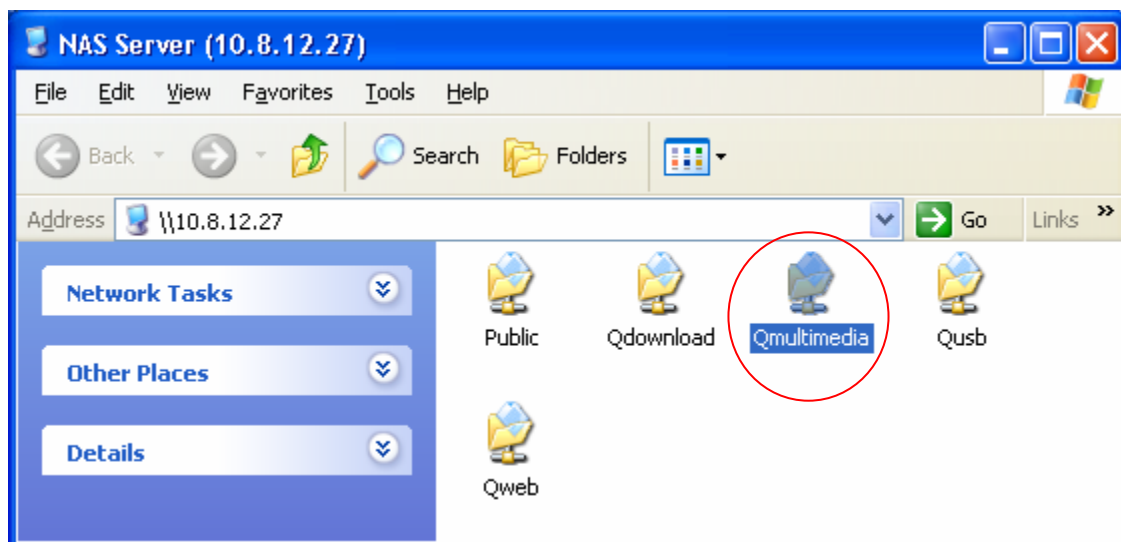 NAS Server (10.8.12.27)
File Edit View Favorites Tools Help
Back Search Folders
Address \\10.8.12.27 Go Links »
Network Tasks
Other Places
Details
Public Qdownload Qmultimedia Qusb
Qweb